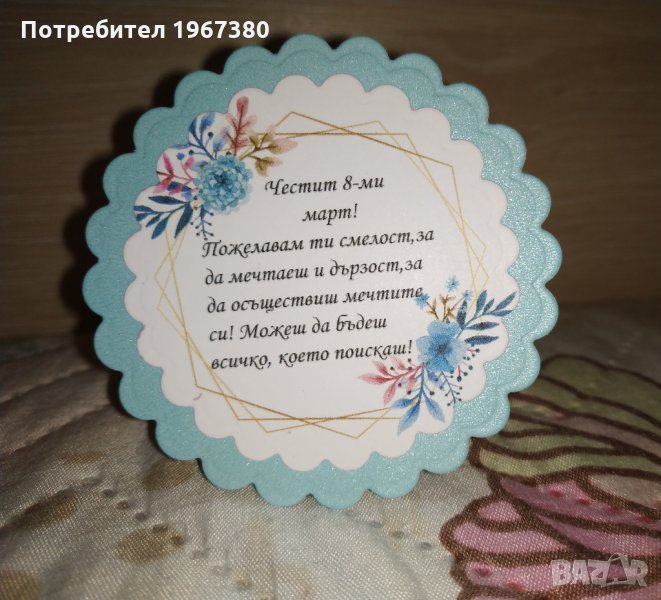 Потребител 1967380
Честит 8-ми
март!
Пожелавам ти смелост,за
да мечтаеш и дързост,за
да осъществиш мечтите
си! Можеш да бъдеш
всичко, което поискаш!
BAZAR